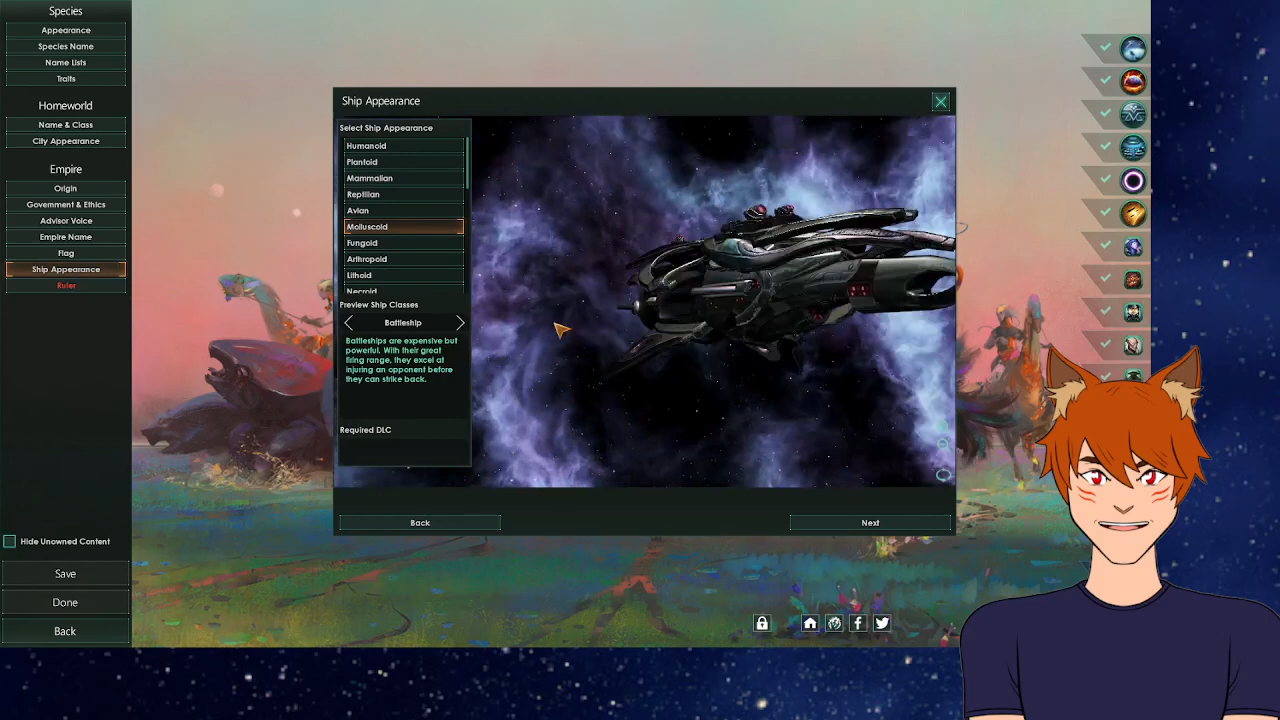 Species
Appearance
Species Name
Name Lists
Traits
Homeworld
Name & Class
City Appearance
Empire
Origin
Government & Ethics
Advisor Voice
Empire Name
Flag
Ship Appearance
Ruler
Hide Unowned Content
Save
Done
Back
Ship Appearance
Select Ship Appearance
Humanoid
Plantoid
Mammalian
Reptilian
Avian
Molluscoid
Fungoid
Arthropoid
Lithoid
Necroid
Preview Ship Classes
Battleship
Battleships are expensive but
powerful. With their great
firing range, they excel at
injuring an opponent before
they can strike back.
Required DLC
Back
Next